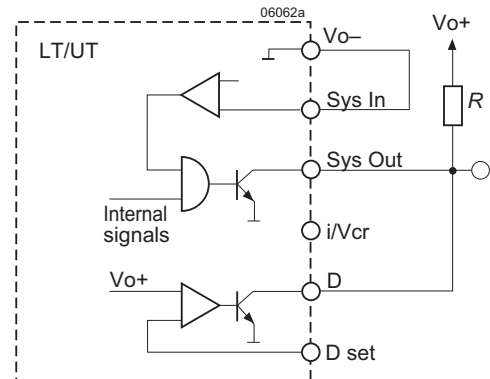 06062a
Vo+
LT/UT
Vo–
Sys In
R
Sys Out
Internal
signals
i/Vcr
Vo+
D
D set